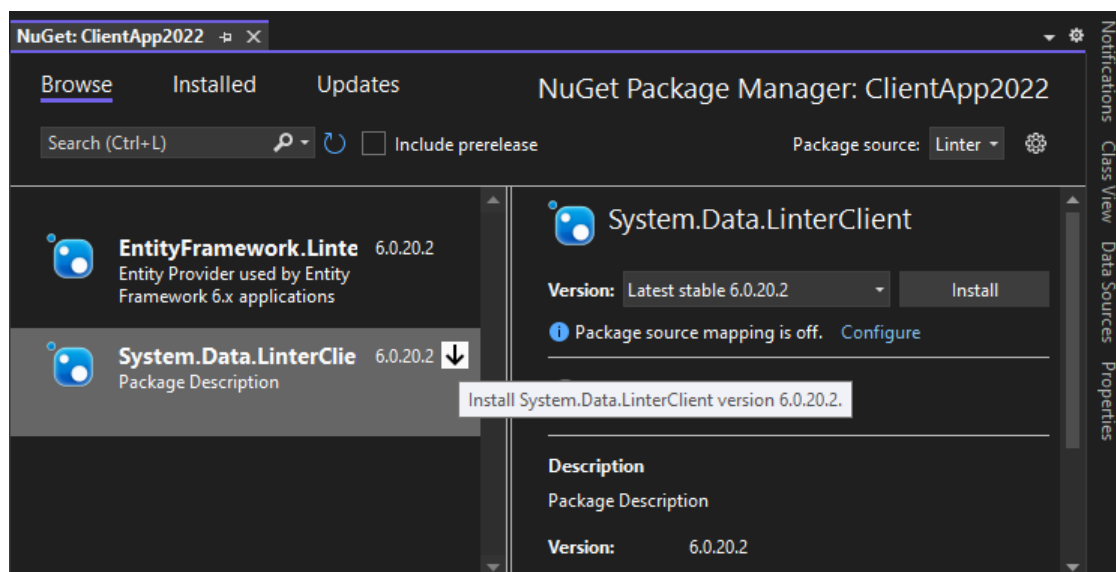 NuGet: ClientApp2022
Browse Installed Updates
NuGet Package Manager: ClientApp2022
Search (Ctrl+L)
Include prerelease
Package source: Linter
EntityFramework.Linte 6.0.20.2
Entity Provider used by Entity
Framework 6.x applications
System.Data.LinterClie 6.0.20.2
Package Description
System.Data.LinterClient
Version: Latest stable 6.0.20.2 Install
Package source mapping is off. Configure
Install System.Data.LinterClient version 6.0.20.2.
Description
Package Description
Version: 6.0.20.2
Notifications
Class View
Data Sources
Properties